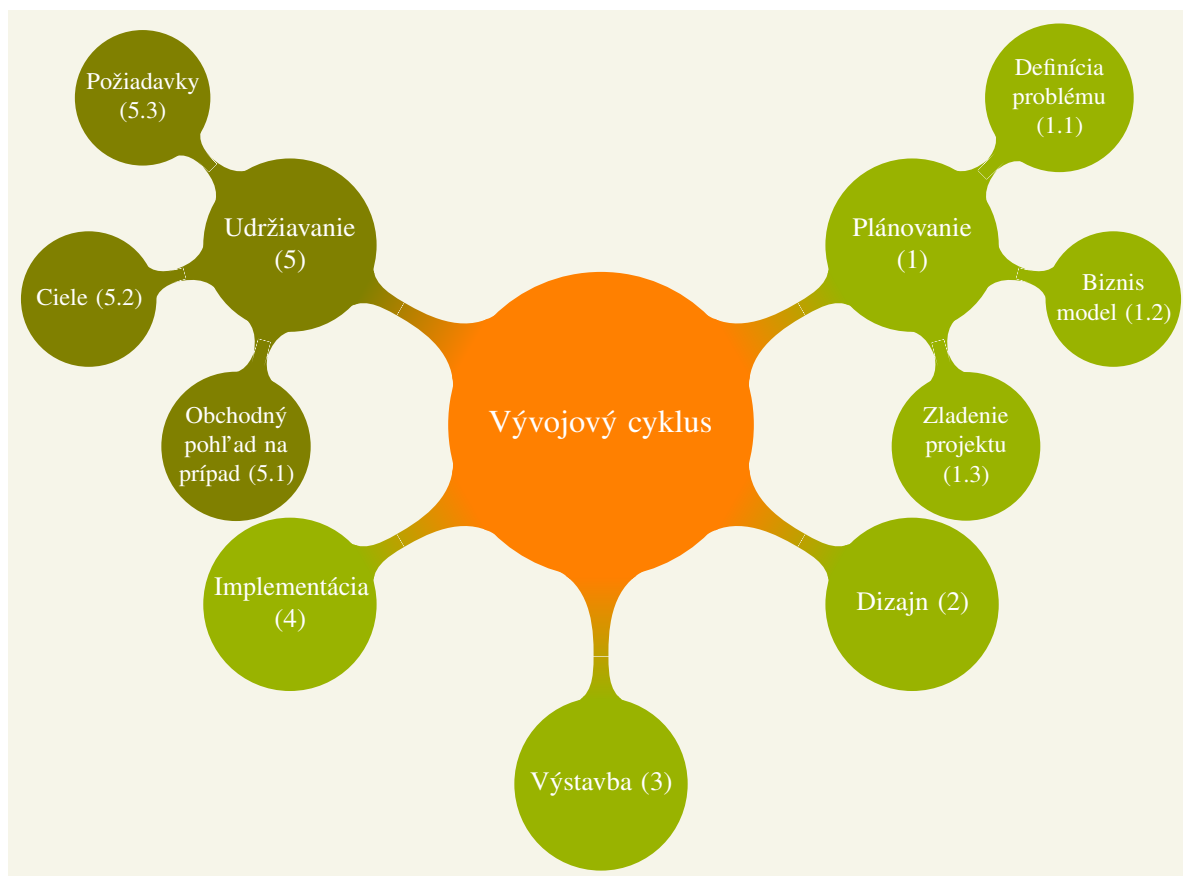 Požiadavky
(5.3)
Definícia
problému
(1.1)
Udržiavanie
(5)
Plánovanie
(1)
Ciele (5.2)
Biznis
model (1.2)
Obchodný
pohľad na
prípad (5.1)
Vývojový cyklus
Zladenie
projektu
(1.3)
Implementácia
(4)
Dizajn (2)
Výstavba (3)